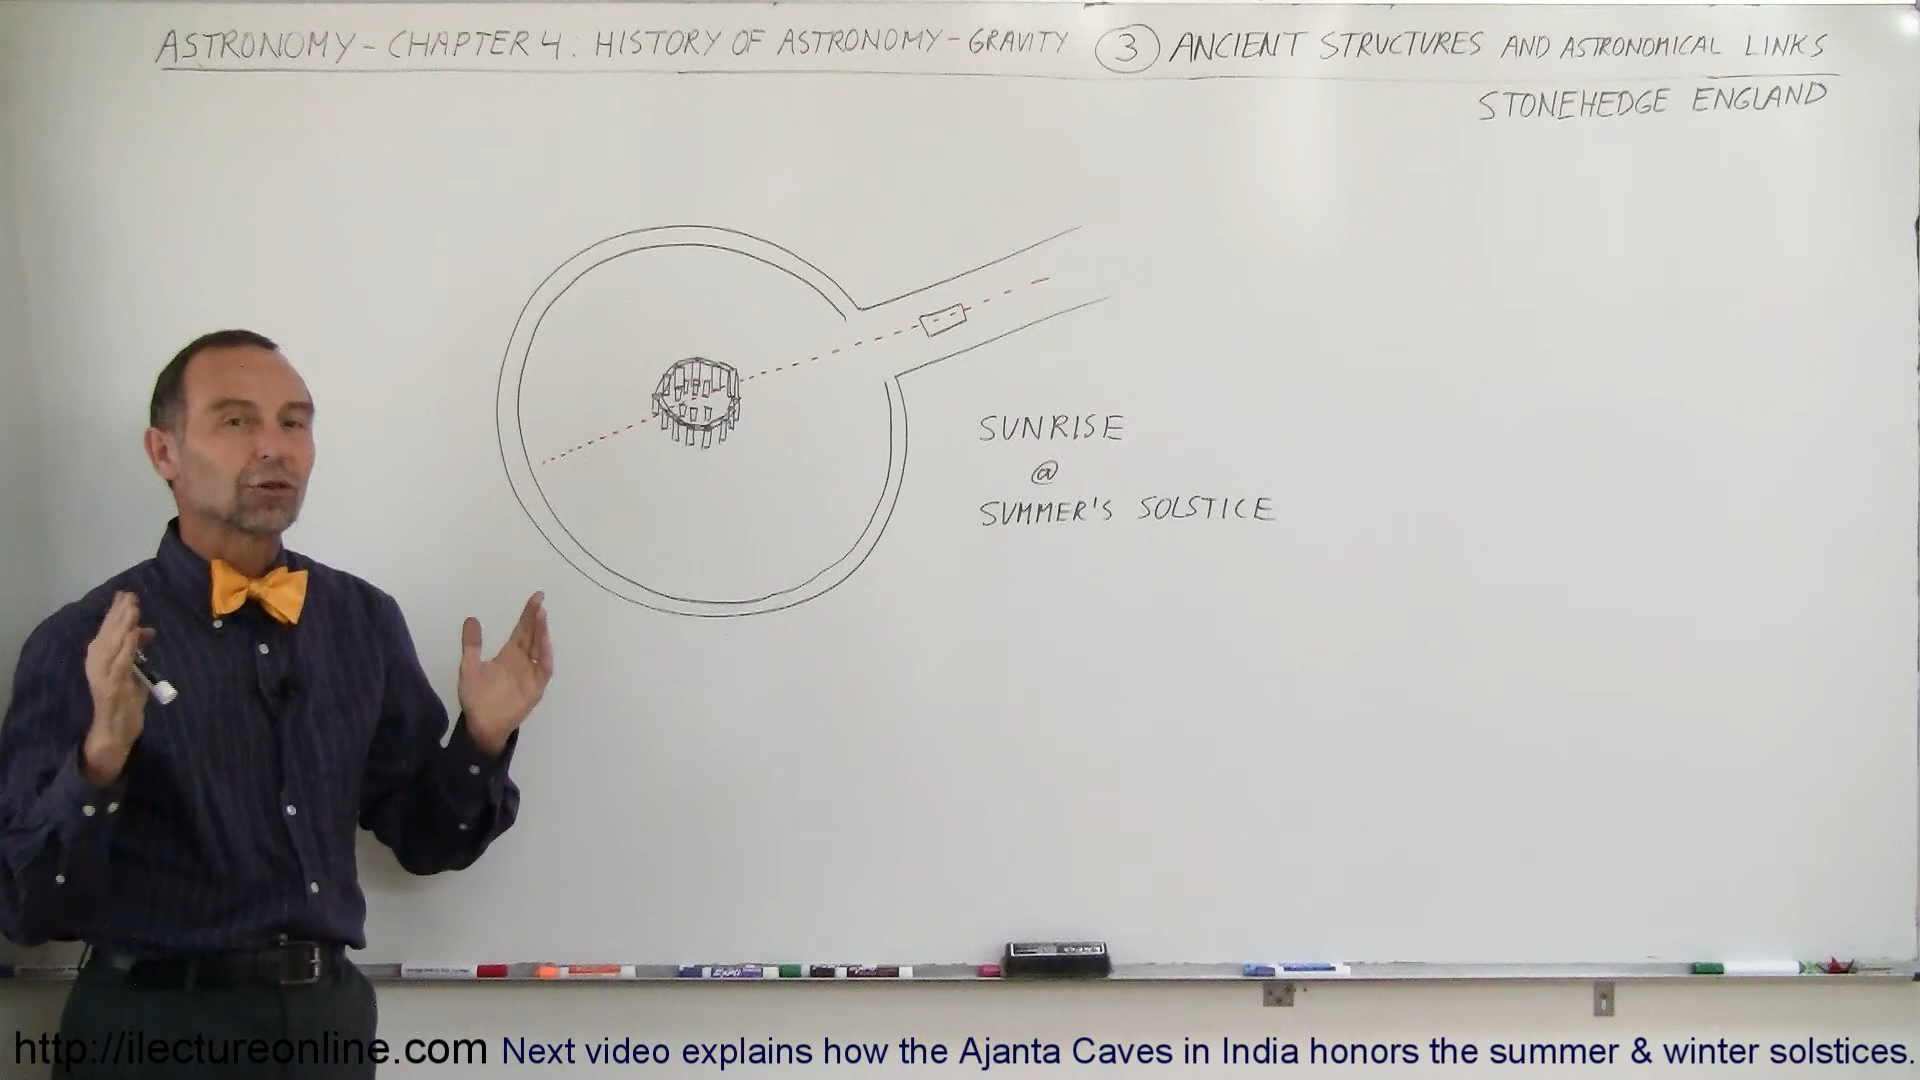 ASTRONOMY - CHAPTER 4: HISTORY OF ASTRONOMY - GRAVITY (3) ANCIENT STRUCTURES AND ASTRONOMICAL LINKS
STONEHEDGE ENGLAND
SUNRISE
@
SUMMER'S SOLSTICE
EXPO
http://ilectureonline.com Next video explains how the Ajanta Caves in India honors the summer & winter solstices.